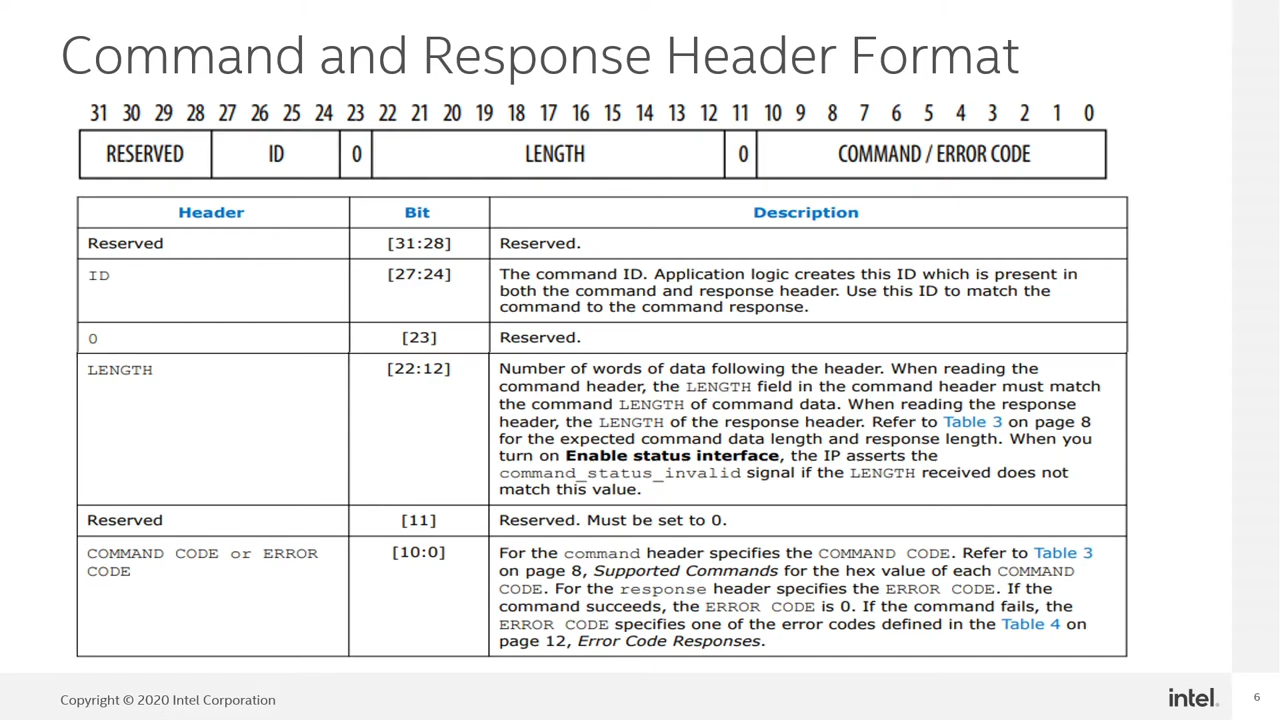 Command and Response Header Format
31 30 29 28 27 26 25 24 23 22 21 20 19 18 17 16 15 14 13 12 11 10 9 8 7 6 5 4 3 2 1 0
RESERVED ID 0 LENGTH 0 COMMAND / ERROR CODE
Header Bit Description
Reserved [31:28] Reserved.
ID [27:24] The command ID. Application logic creates this ID which is present in
both the command and response header. Use this ID to match the
command to the command response.
0 [23] Reserved.
LENGTH [22:12] Number of words of data following the header. When reading the
command header, the LENGTH field in the command header must match
the command LENGTH of command data. When reading the response
header, the LENGTH of the response header. Refer to Table 3 on page 8
for the expected command data length and response length. When you
turn on Enable status interface, the IP asserts the
command_status_invalid signal if the LENGTH received does not
match this value.
Reserved [11] Reserved. Must be set to 0.
COMMAND CODE or ERROR
CODE
[10:0]
For the command header specifies the COMMAND CODE. Refer to Table 3
on page 8, Supported Commands for the hex value of each COMMAND
CODE. For the response header specifies the ERROR CODE. If the
command succeeds, the ERROR CODE is 0. If the command fails, the
ERROR CODE specifies one of the error codes defined in the Table 4 on
page 12, Error Code Responses.
Copyright © 2020 Intel Corporation
intel.
6